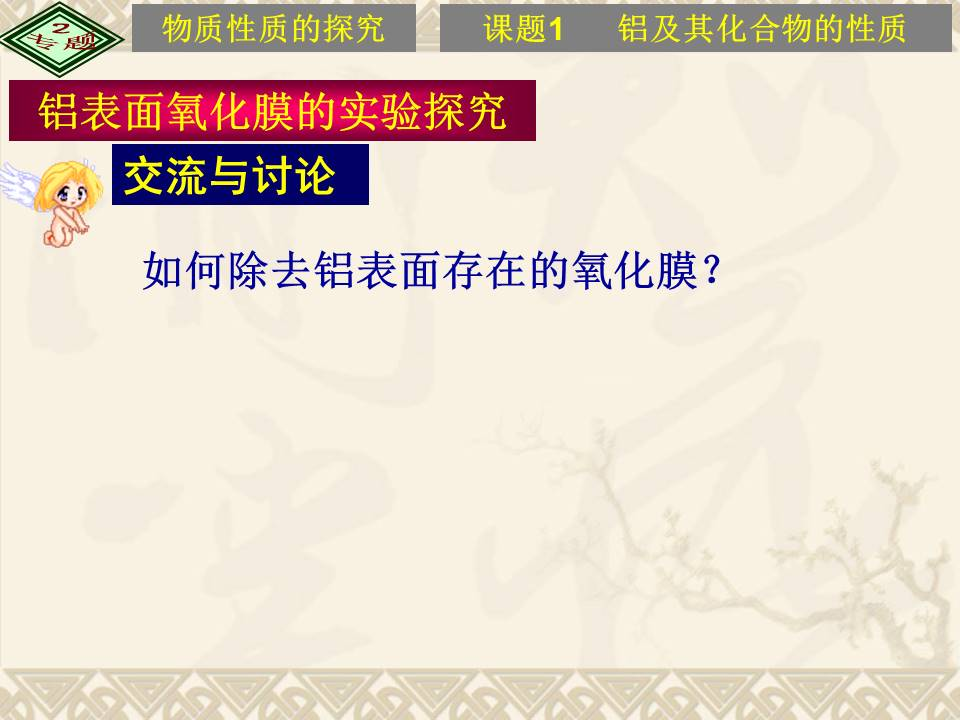 2
专题
物质性质的探究
课题1 铝及其化合物的性质
铝表面氧化膜的实验探究
交流与讨论
如何除去铝表面存在的氧化膜？